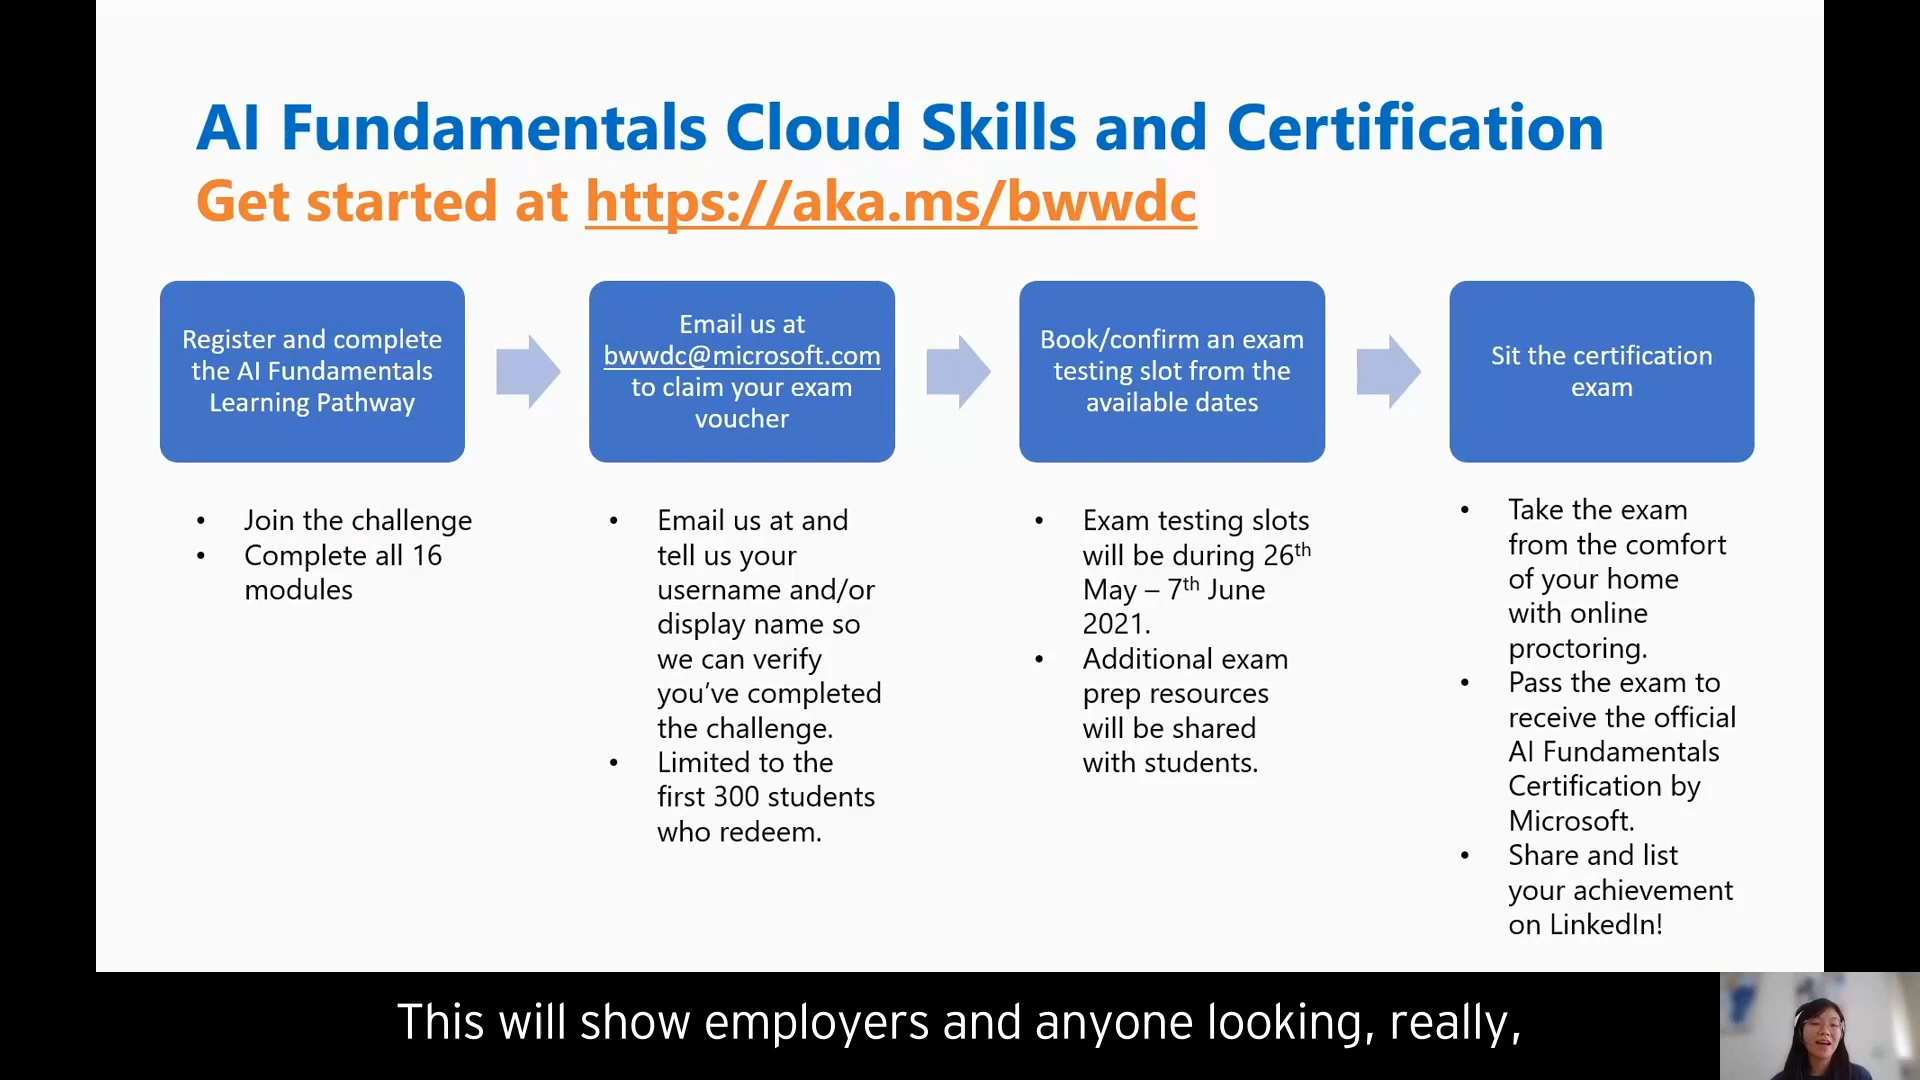 AI Fundamentals Cloud Skills and Certification
Get started at https://aka.ms/bwwdc
Register and complete
the AI Fundamentals
Learning Pathway
Email us at
bwwdc@microsoft.com
to claim your exam
voucher
Book/confirm an exam
testing slot from the
available dates
Sit the certification
exam
• Join the challenge
• Complete all 16
modules
• Email us at and
tell us your
username and/or
display name so
we can verify
you’ve completed
the challenge.
• Limited to the
first 300 students
who redeem.
• Exam testing slots
will be during 26th
May – 7th June
2021.
• Additional exam
prep resources
will be shared
with students.
• Take the exam
from the comfort
of your home
with online
proctoring.
• Pass the exam to
receive the official
AI Fundamentals
Certification by
Microsoft.
• Share and list
your achievement
on LinkedIn!
This will show employers and anyone looking, really,